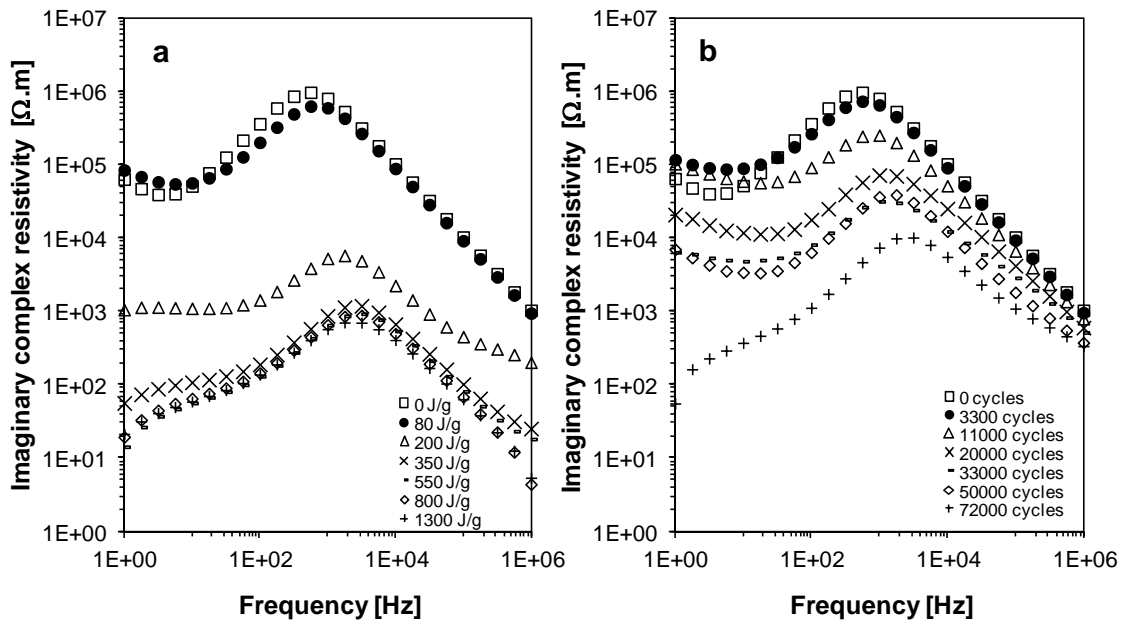 a
Imaginary complex resistivity [Ω.m]
1E+07
1E+06
1E+05
1E+04
1E+03
1E+02
1E+01
1E+00
1E+00 1E+02 1E+04 1E+06
Frequency [Hz]
0 J/g
80 J/g
200 J/g
350 J/g
550 J/g
800 J/g
1300 J/g
b
Imaginary complex resistivity [Ω.m]
1E+07
1E+06
1E+05
1E+04
1E+03
1E+02
1E+01
1E+00
1E+00 1E+02 1E+04 1E+06
Frequency [Hz]
0 cycles
3300 cycles
11000 cycles
20000 cycles
33000 cycles
50000 cycles
72000 cycles